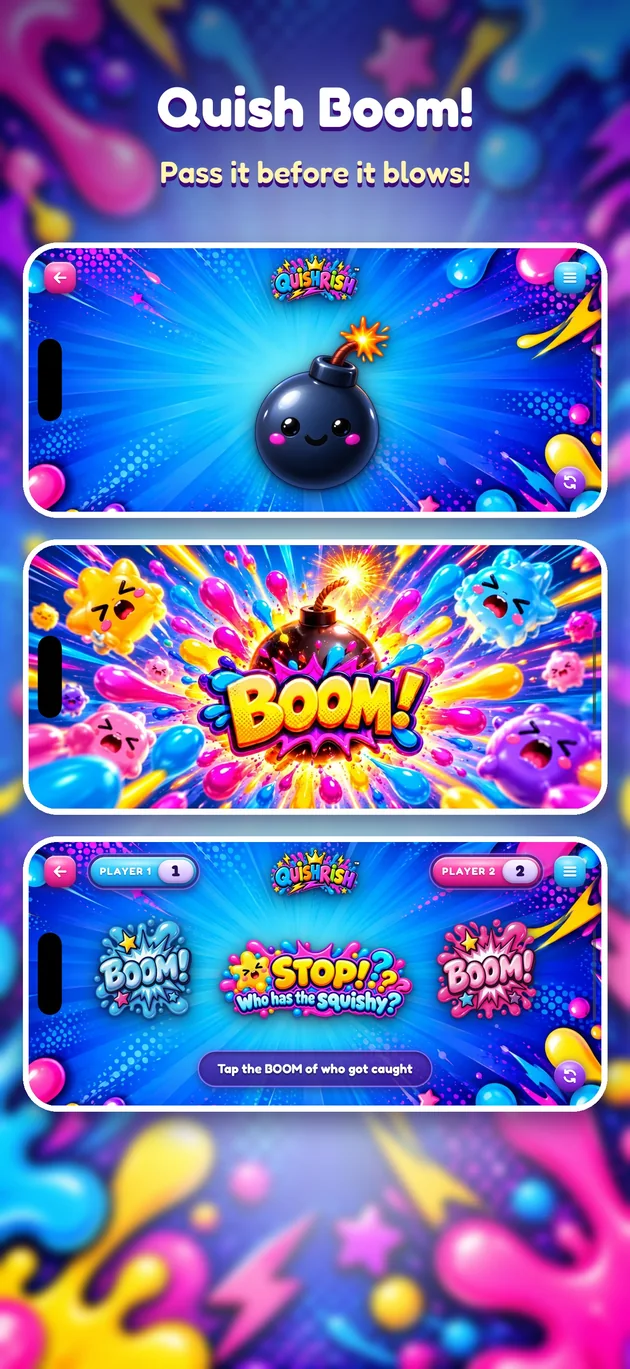 Quish Boom!
Pass it before it blows!
QUISHRISH
BOOM!
PLAYER 1 1
QUISHRISH
PLAYER 2 2
BOOM!
STOP!??
Who has the squishy?
BOOM!
Tap the BOOM of who got caught